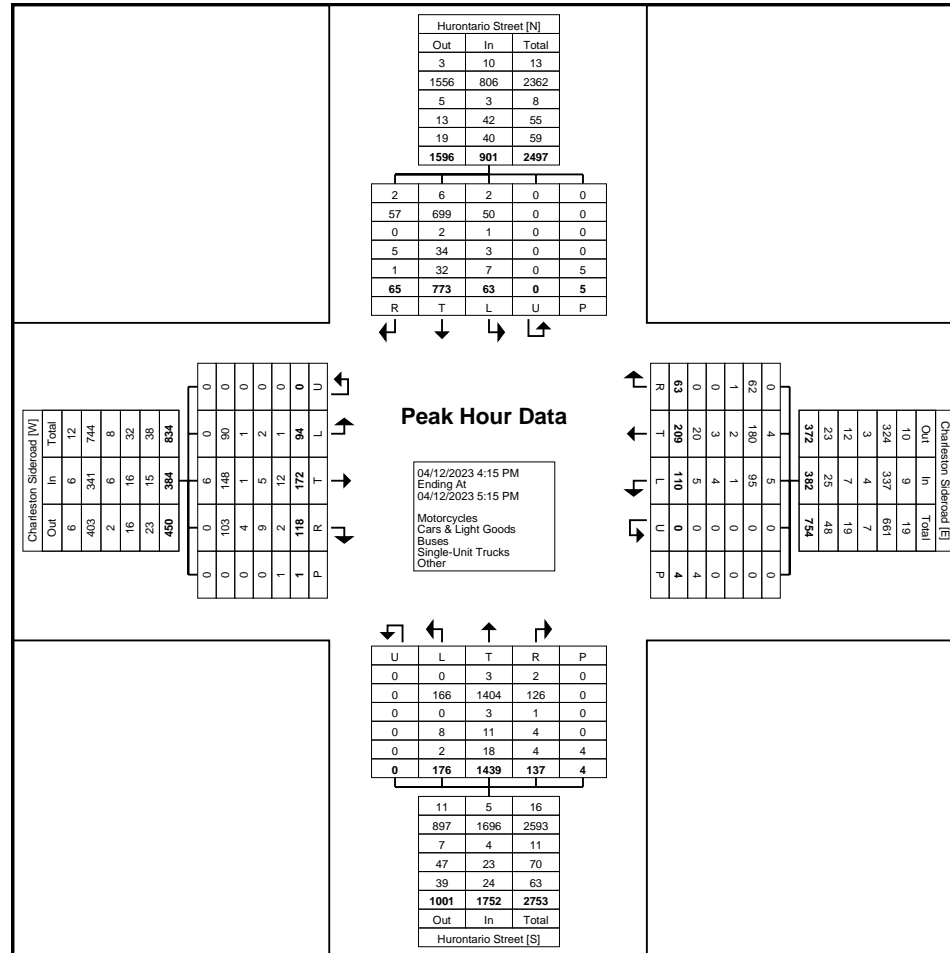 Hurontario Street [N]
Out In Total
3 10 13
1556 806 2362
5 3 8
13 42 55
19 40 59
1596 901 2497
2 6 2 0 0
57 699 50 0 0
0 2 1 0 0
5 34 3 0 0
1 32 7 0 5
65 773 63 0 5
R T L U P
Charleston Sideroad [W]
Out In Total
6 6 12
403 341 744
2 6 8
16 16 32
23 15 38
450 384 834
0 0 6 0 0
0 90 148 103 0
0 1 1 4 0
0 2 5 9 0
0 1 12 2 1
0 94 172 118 1
U L T R P
Peak Hour Data
04/12/2023 4:15 PM
Ending At
04/12/2023 5:15 PM
Motorcycles
Cars & Light Goods
Buses
Single-Unit Trucks
Other
Charleston Sideroad [E]
Out In Total
10 9 19
324 337 661
3 4 7
12 7 19
23 25 48
372 382 754
0 4 5 0 0
62 180 95 0 0
1 2 1 0 0
0 3 4 0 0
0 20 5 0 4
63 209 110 0 4
R T L U P
U L T R P
0 0 3 2 0
0 166 1404 126 0
0 0 3 1 0
0 8 11 4 0
0 2 18 4 4
0 176 1439 137 4
11 5 16
897 1696 2593
7 4 11
47 23 70
39 24 63
1001 1752 2753
Out In Total
Hurontario Street [S]